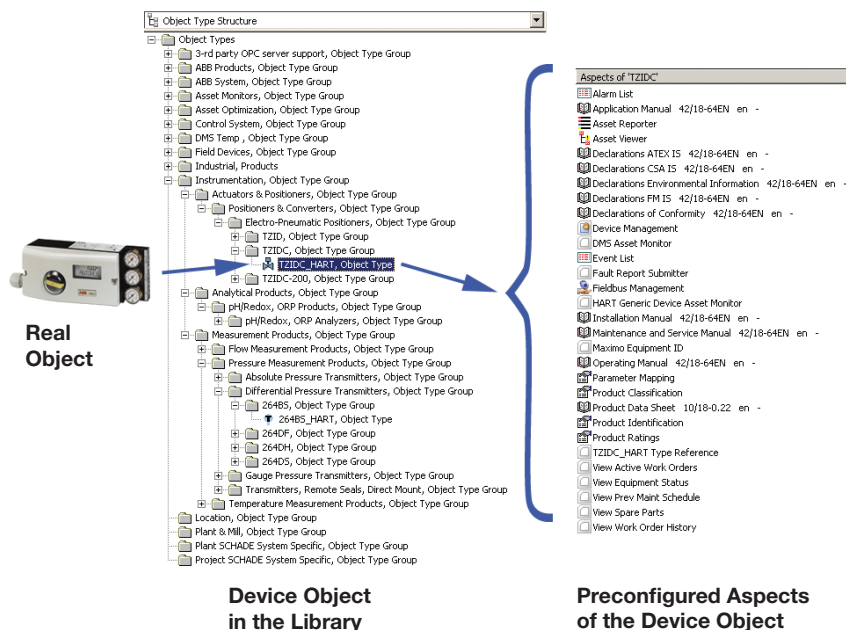 Object Type Structure
Object Types
3-rd party OPC server support, Object Type Group
ABB Products, Object Type Group
ABB System, Object Type Group
Asset Monitors, Object Type Group
Asset Optimization, Object Type Group
Control System, Object Type Group
DMS Temp , Object Type Group
Field Devices, Object Type Group
Industrial, Products
Instrumentation, Object Type Group
Actuators & Positioners, Object Type Group
Positioners & Converters, Object Type Group
Electro-Pneumatic Positioners, Object Type Group
TZID, Object Type Group
TZIDC, Object Type Group
TZIDC_HART, Object Type
TZIDC-200, Object Type Group
Analytical Products, Object Type Group
pH/Redox, ORP Products, Object Type Group
pH/Redox, ORP Analyzers, Object Type Group
Measurement Products, Object Type Group
Flow Measurement Products, Object Type Group
Pressure Measurement Products, Object Type Group
Absolute Pressure Transmitters, Object Type Group
Differential Pressure Transmitters, Object Type Group
264BS, Object Type Group
264BS_HART, Object Type
264DF, Object Type Group
264DH, Object Type Group
264DS, Object Type Group
Gauge Pressure Transmitters, Object Type Group
Transmitters, Remote Seals, Direct Mount, Object Type Group
Temperature Measurement Products, Object Type Group
Location, Object Type Group
Plant & Mill, Object Type Group
Plant SCHADE System Specific, Object Type Group
Project SCHADE System Specific, Object Type Group
Real
Object
Device Object
in the Library
Aspects of 'TZIDC'
Alarm List
Application Manual 42/18-64EN en -
Asset Reporter
Asset Viewer
Declarations ATEX IS 42/18-64EN en -
Declarations CSA IS 42/18-64EN en -
Declarations Environmental Information 42/18-64EN en -
Declarations FM IS 42/18-64EN en -
Declarations of Conformity 42/18-64EN en -
Device Management
DMS Asset Monitor
Event List
Fault Report Submitter
Fieldbus Management
HART Generic Device Asset Monitor
Installation Manual 42/18-64EN en -
Maintenance and Service Manual 42/18-64EN en -
Maximo Equipment ID
Operating Manual 42/18-64EN en -
Parameter Mapping
Product Classification
Product Data Sheet 10/18-0.22 en -
Product Identification
Product Ratings
TZIDC_HART Type Reference
View Active Work Orders
View Equipment Status
View Prev Maint Schedule
View Spare Parts
View Work Order History
Preconfigured Aspects
of the Device Object